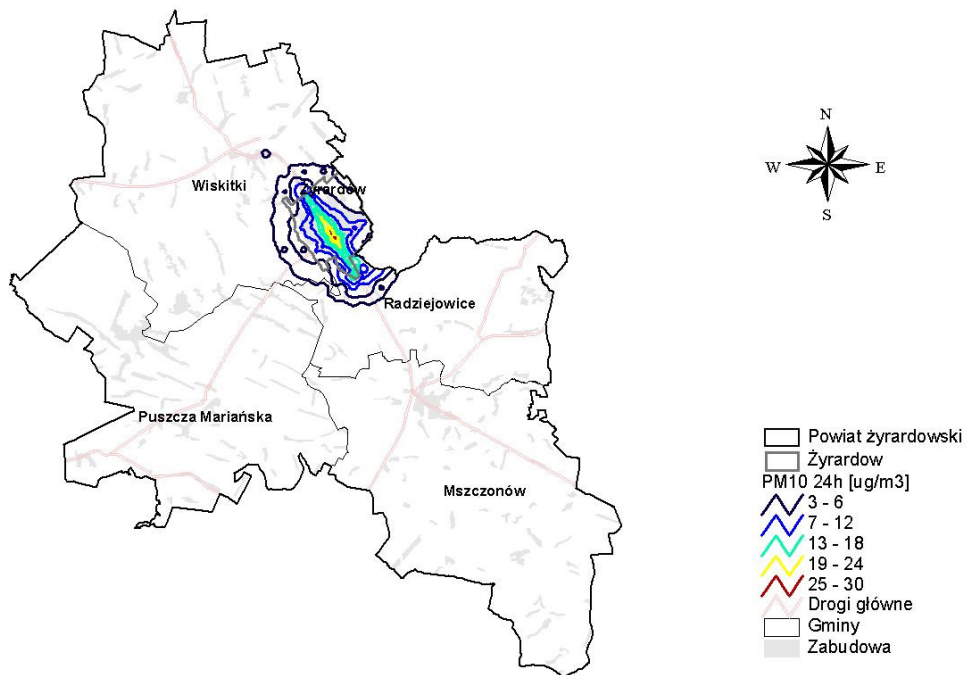 N
W
E
S
Wiskitki
Żyrardów
Radziejowice
Puszcza Mariańska
Mszczonów
Powiat żyrardowski
Żyrardow
PM10 24h [ug/m3]
3 - 6
7 - 12
13 - 18
19 - 24
25 - 30
Drogi główne
Gminy
Zabudowa